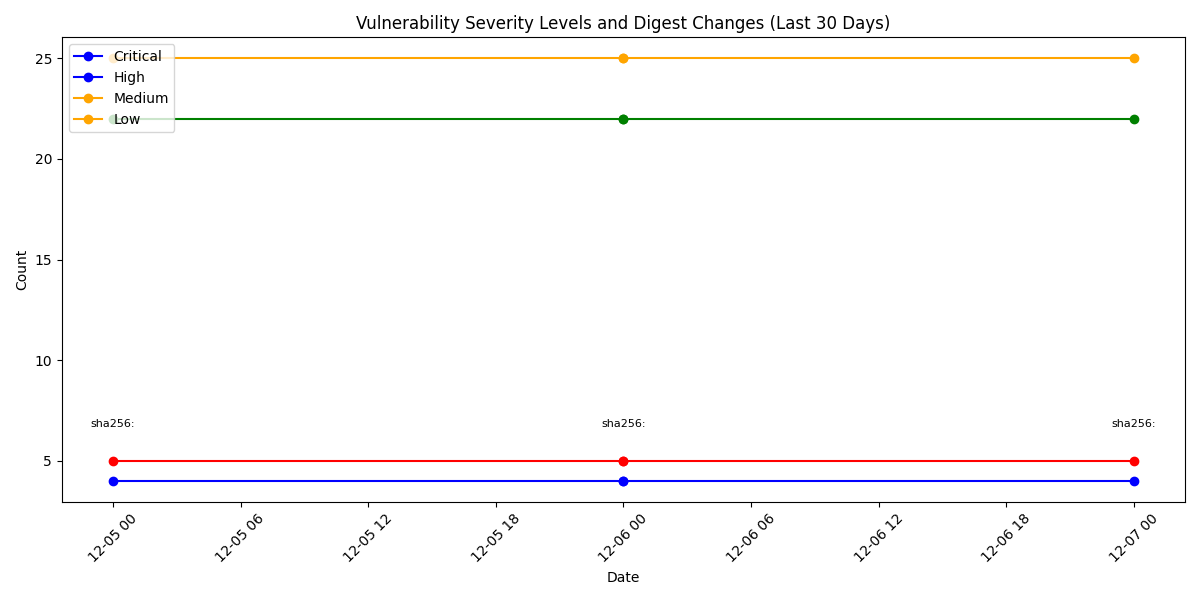 Vulnerability Severity Levels and Digest Changes (Last 30 Days)
Critical
High
Medium
Low
Count
25
20
15
10
5
sha256:
sha256:
sha256:
12-05 00
12-05 06
12-05 12
12-05 18
12-06 00
12-06 06
12-06 12
12-06 18
12-07 00
Date